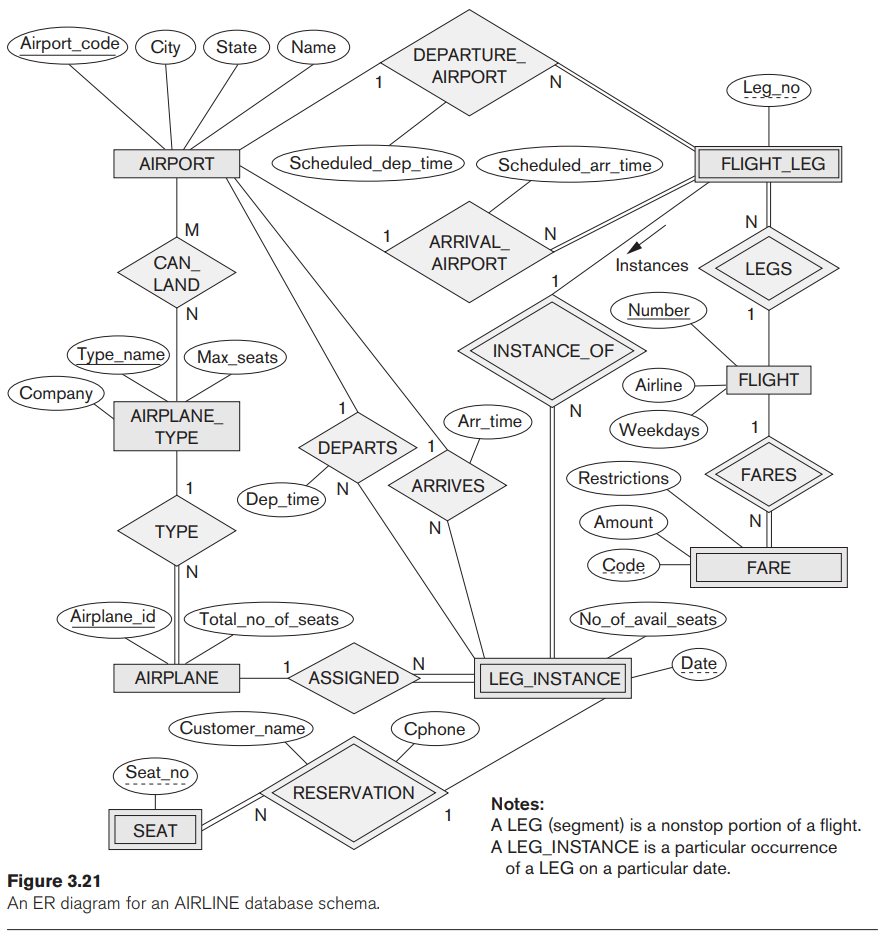 Airport_code
City
State
Name
DEPARTURE_
AIRPORT
1
N
Leg_no
AIRPORT
Scheduled_dep_time
Scheduled_arr_time
FLIGHT_LEG
M
1
ARRIVAL_
AIRPORT
N
N
CAN_
LAND
Instances
LEGS
N
1
Number
1
Type_name
Max_seats
INSTANCE_OF
Company
Airline
FLIGHT
AIRPLANE_
TYPE
1
Arr_time
N
Weekdays
1
DEPARTS
1
1
N
ARRIVES
Restrictions
FARES
Dep_time
TYPE
N
Amount
N
N
Code
FARE
Airplane_id
Total_no_of_seats
No_of_avail_seats
AIRPLANE
1
ASSIGNED
N
LEG_INSTANCE
Date
Customer_name
Cphone
Seat_no
RESERVATION
N
1
SEAT
Notes:
A LEG (segment) is a nonstop portion of a flight.
A LEG_INSTANCE is a particular occurrence
of a LEG on a particular date.
Figure 3.21
An ER diagram for an AIRLINE database schema.